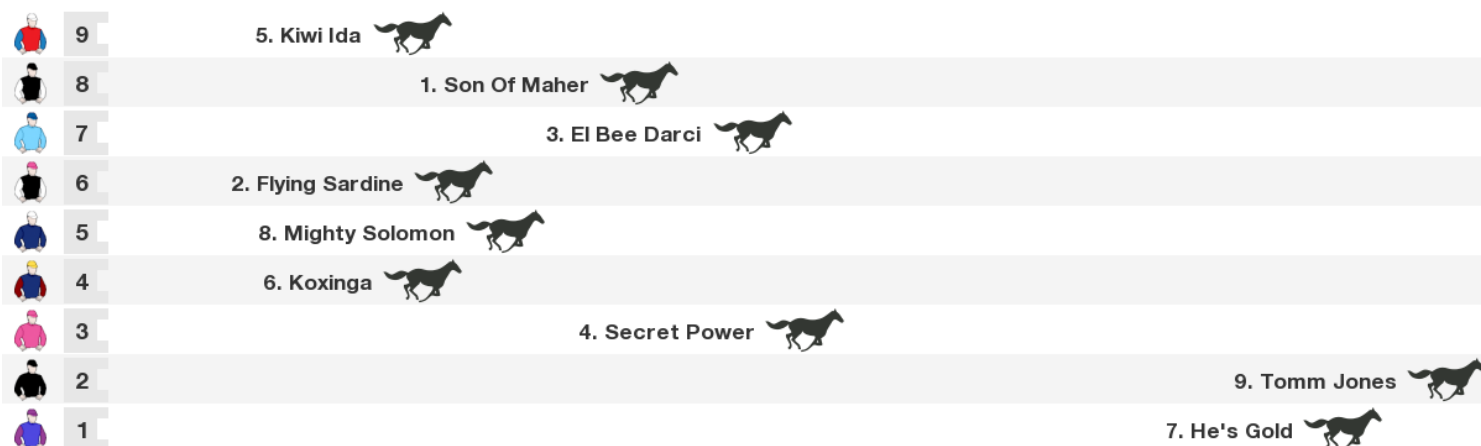 9 5. Kiwi Ida
8 1. Son Of Maher
7 3. El Bee Darci
6 2. Flying Sardine
5 8. Mighty Solomon
4 6. Koxinga
3 4. Secret Power
2 9. Tomm Jones
1 7. He's Gold